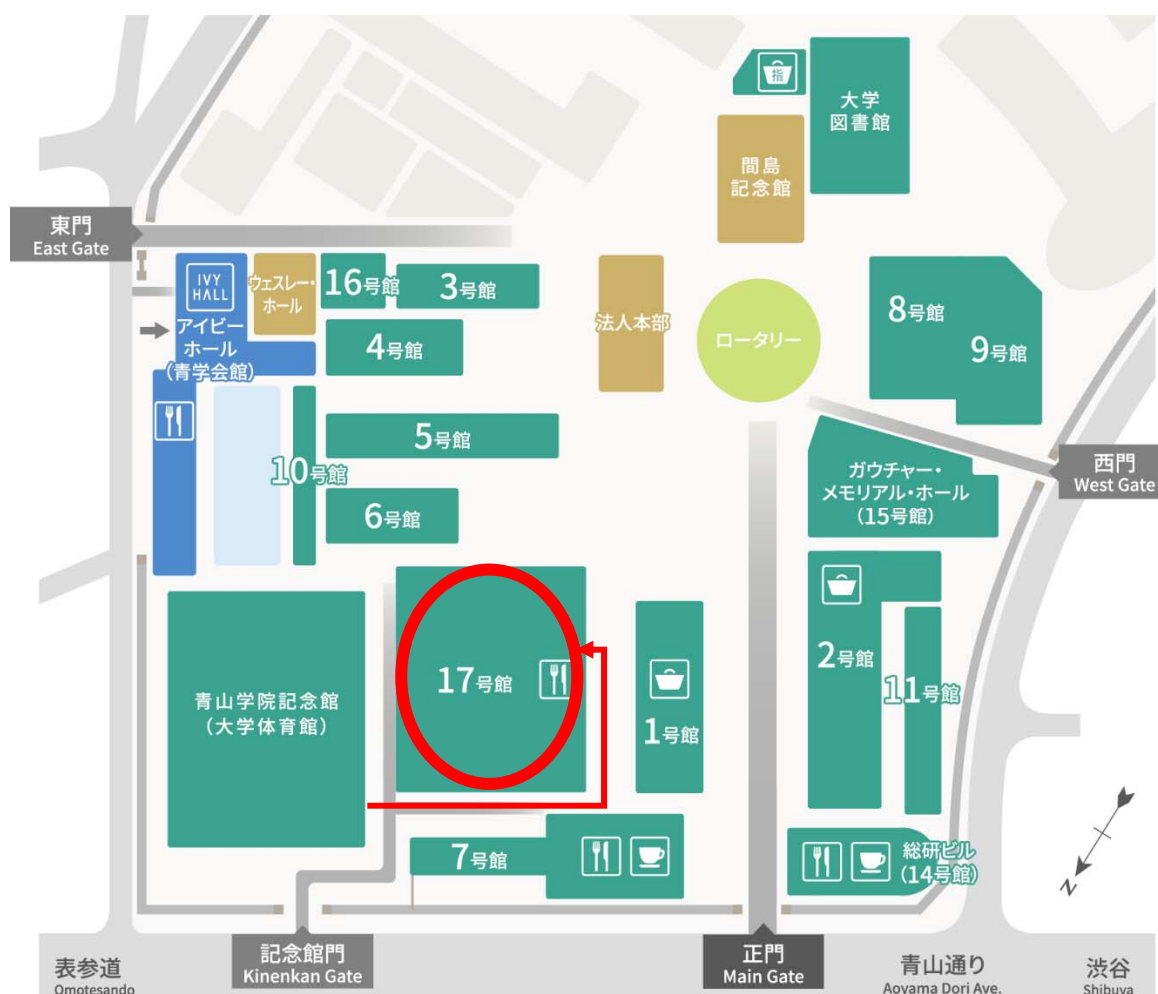 指
大学
図書館
間島
記念館
東門
East Gate
IVY
HALL
アイビー
ホール
(青学会館)
ウェスレー・
ホール
16号館
3号館
4号館
法人本部
ロータリー
8号館
9号館
5号館
10号館
6号館
西門
West Gate
ガウチャー・
メモリアル・ホール
(15号館)
青山学院記念館
(大学体育館)
17号館
1号館
2号館
11号館
7号館
総研ビル
(14号館)
N
表参道
Omotesando
記念館門
Kinenkan Gate
正門
Main Gate
青山通り
Aoyama Dori Ave.
渋谷
Shibuya